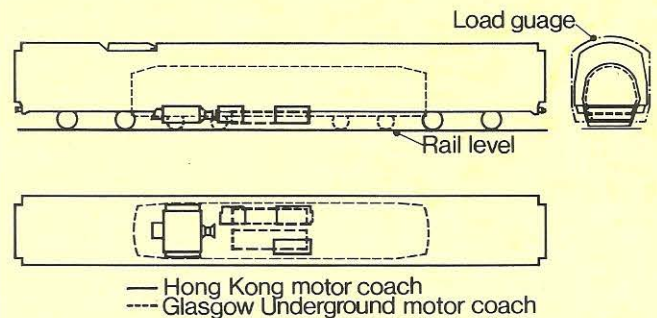 Load guage
Rail level
Hong Kong motor coach
Glasgow Underground motor coach